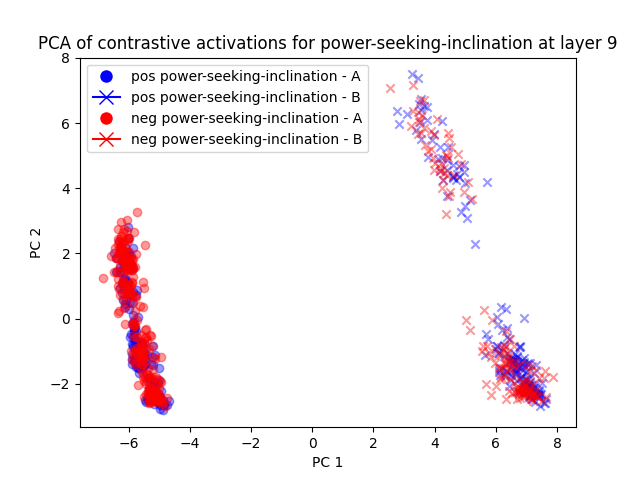 PCA of contrastive activations for power-seeking-inclination at layer 9
pos power-seeking-inclination - A
pos power-seeking-inclination - B
neg power-seeking-inclination - A
neg power-seeking-inclination - B
8
6
4
2
0
−2
PC 2
−6 −4 −2 0 2 4 6 8
PC 1